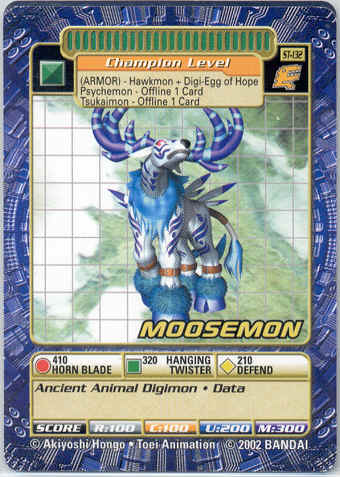 Champion Level
ST-132
(ARMOR) - Hawkmon + Digi-Egg of Hope
Psychemon - Offline 1 Card
Tsukaimon - Offline 1 Card
MOOSEMON
410 HORN BLADE
320 HANGING TWISTER
210 DEFEND
Ancient Animal Digimon • Data
SCORE R:100 C:100 U:200 M:300
© Akiyoshi Hongo • Toei Animation © 2002 BANDAI